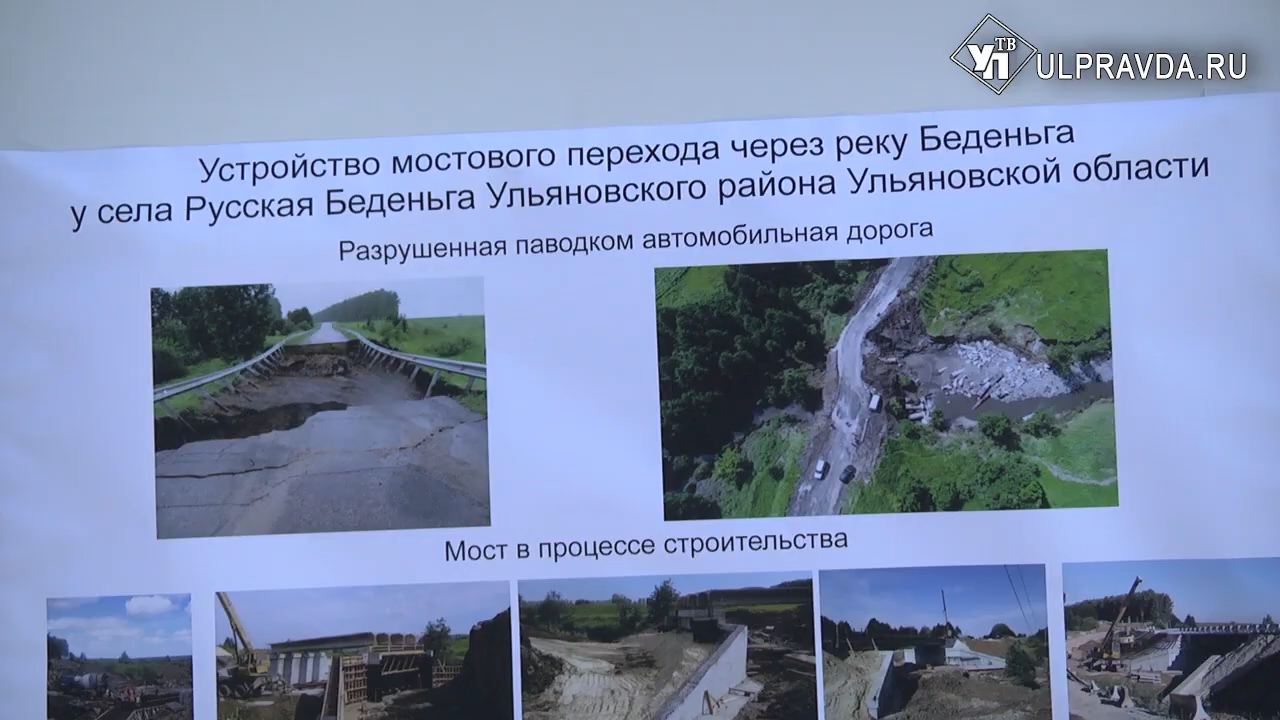 УП ТВ
ULPRAVDA.RU
Устройство мостового перехода через реку Беденьга
у села Русская Беденьга Ульяновского района Ульяновской области
Разрушенная паводком автомобильная дорога
Мост в процессе строительства